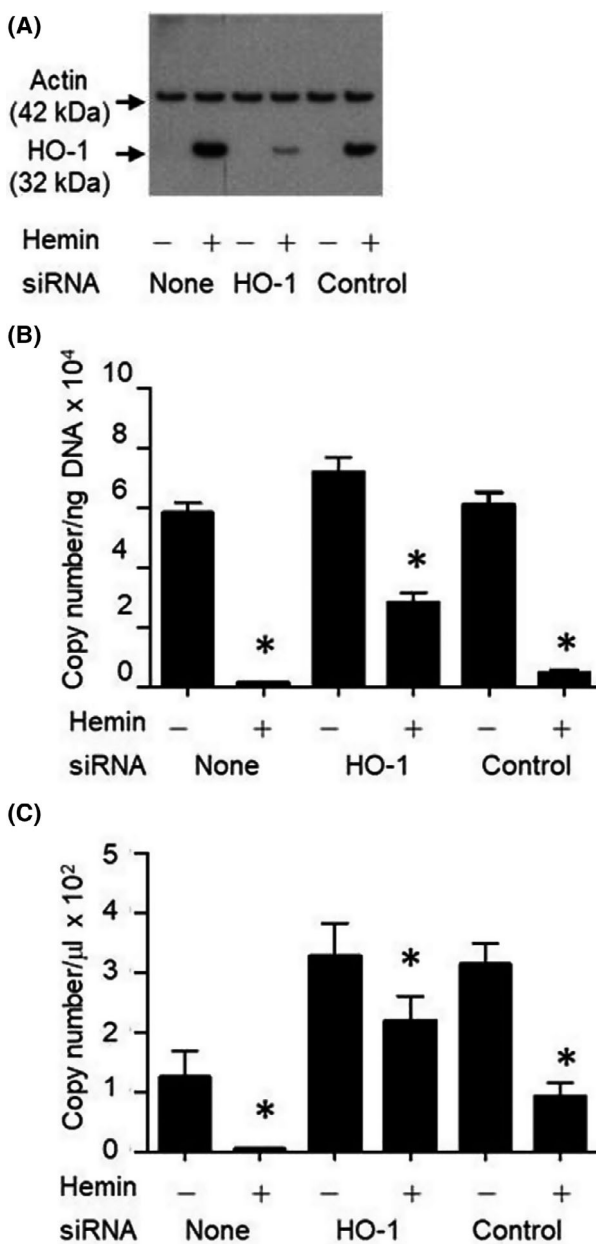 (A)
Actin
(42 kDa)
HO-1
(32 kDa)
Hemin − + − + − +
siRNA None HO-1 Control
(B)
Copy number/ng DNA x 10⁴
10
8
6
4
2
0
* * *
Hemin − + − + − +
siRNA None HO-1 Control
(C)
Copy number/µl x 10²
5
4
3
2
1
0
* * *
Hemin − + − + − +
siRNA None HO-1 Control